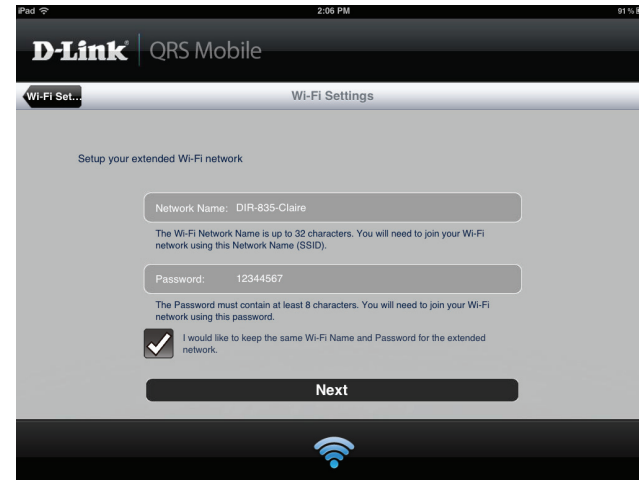 iPad 2:06 PM 91%
D-Link QRS Mobile
Wi-Fi Set... Wi-Fi Settings
Setup your extended Wi-Fi network
Network Name: DIR-835-Claire
The Wi-Fi Network Name is up to 32 characters. You will need to join your Wi-Fi
network using this Network Name (SSID).
Password: 12344567
The Password must contain at least 8 characters. You will need to join your Wi-Fi
network using this password.
I would like to keep the same Wi-Fi Name and Password for the extended
network.
Next